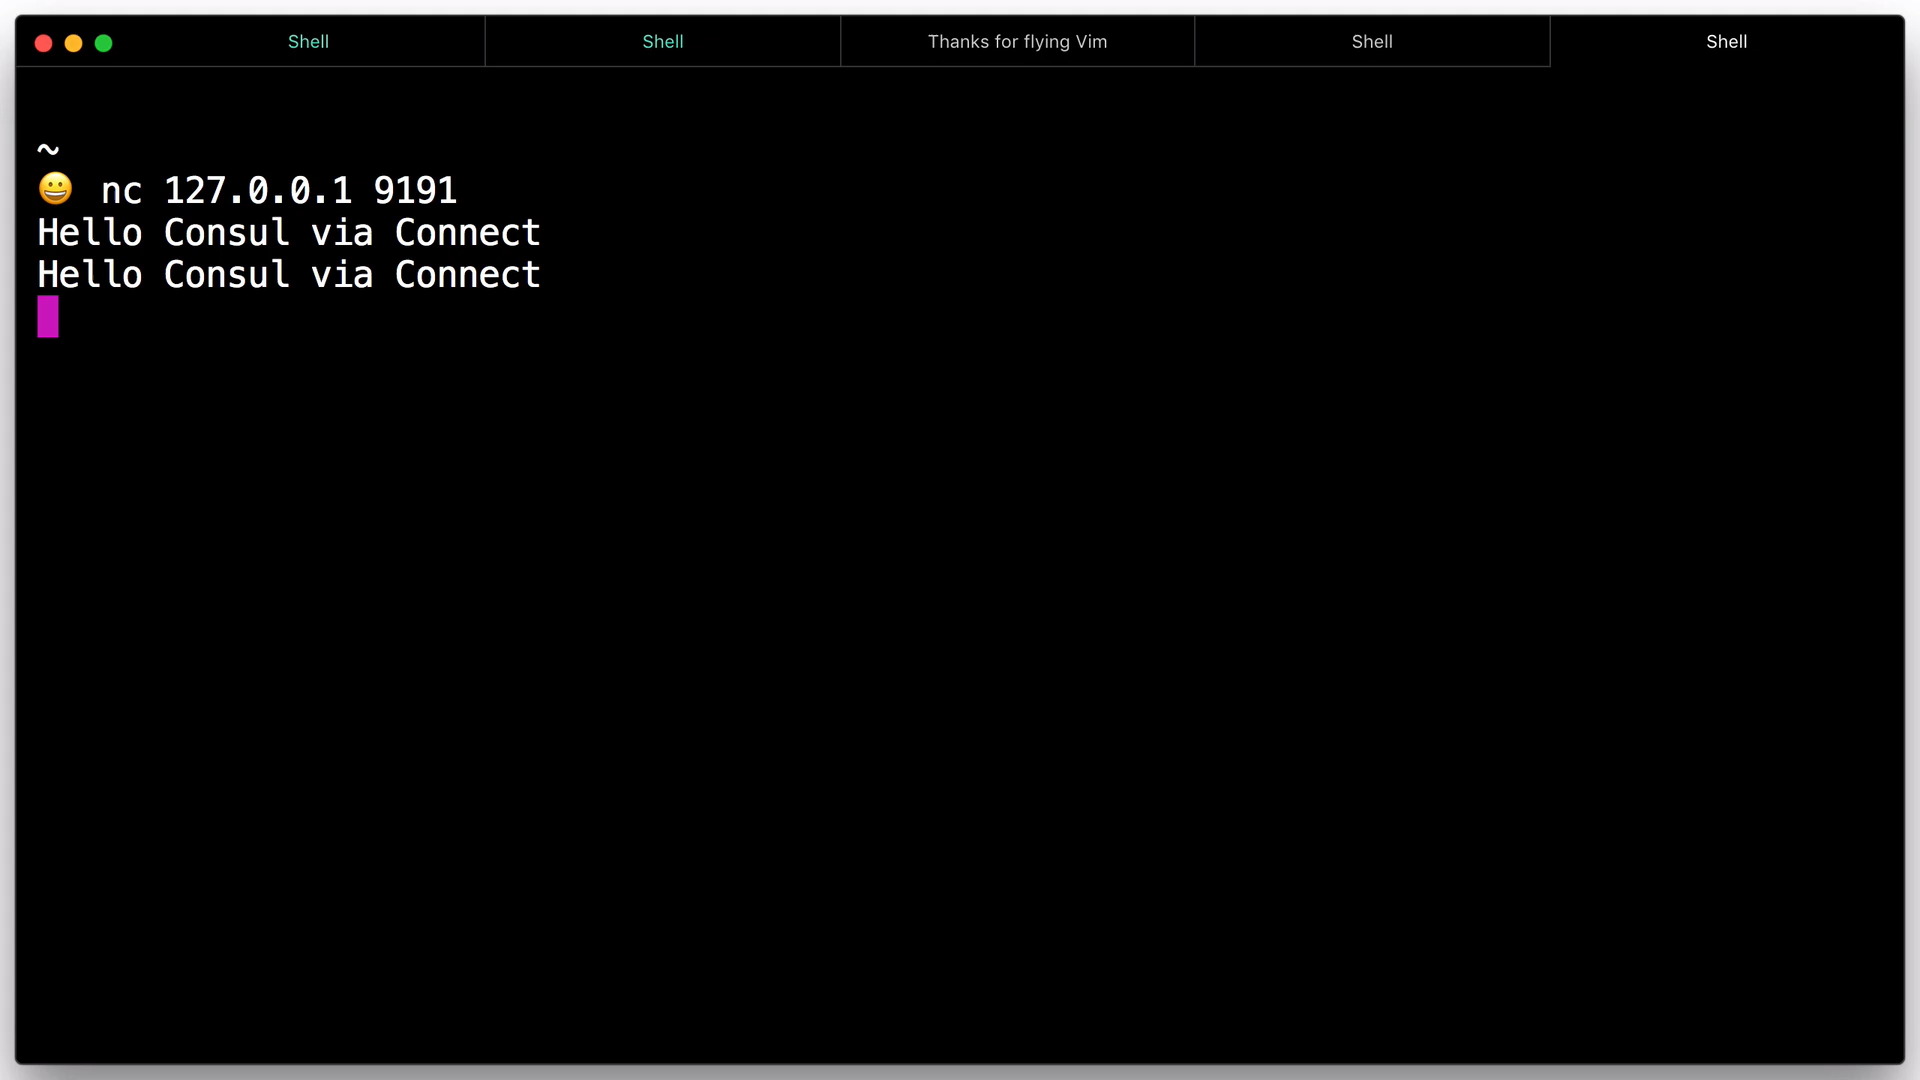 Shell
Shell
Thanks for flying Vim
Shell
Shell
~
😀 nc 127.0.0.1 9191
Hello Consul via Connect
Hello Consul via Connect